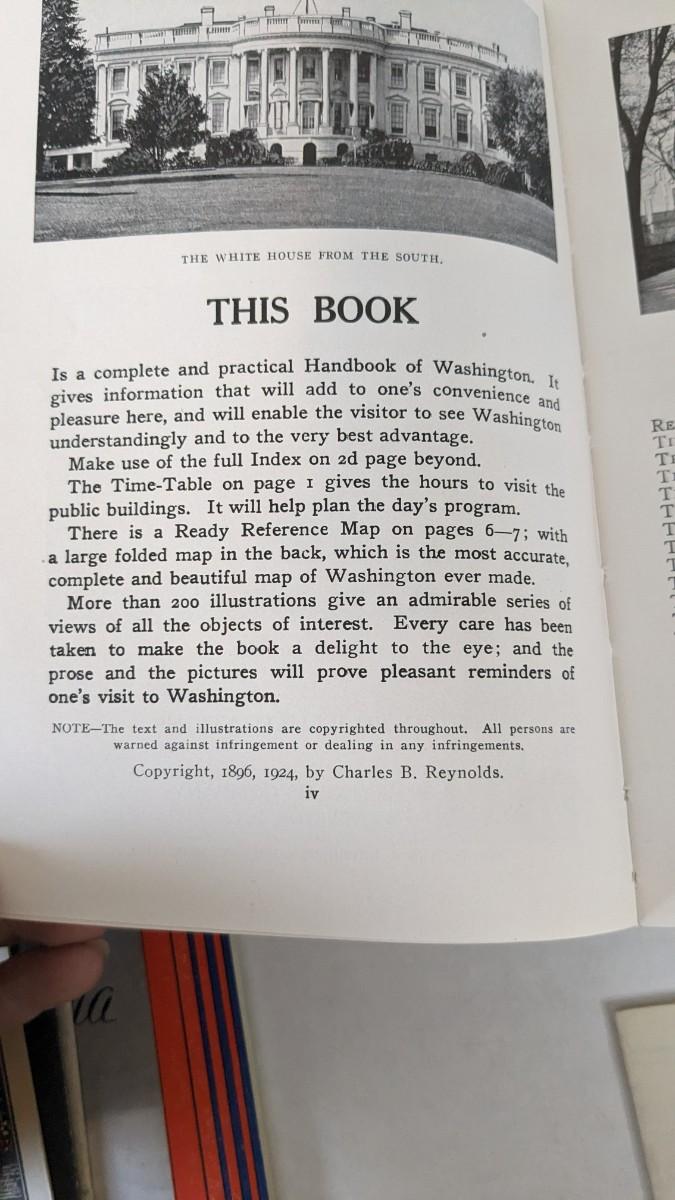 THE WHITE HOUSE FROM THE SOUTH.
THIS BOOK
Is a complete and practical Handbook of Washington. It
gives information that will add to one's convenience and
pleasure here, and will enable the visitor to see Washington
understandingly and to the very best advantage.
Make use of the full Index on 2d page beyond.
The Time-Table on page 1 gives the hours to visit the
public buildings. It will help plan the day's program.
There is a Ready Reference Map on pages 6—7; with
a large folded map in the back, which is the most accurate,
complete and beautiful map of Washington ever made.
More than 200 illustrations give an admirable series of
views of all the objects of interest. Every care has been
taken to make the book a delight to the eye; and the
prose and the pictures will prove pleasant reminders of
one's visit to Washington.
NOTE—The text and illustrations are copyrighted throughout. All persons are
warned against infringement or dealing in any infringements.
Copyright, 1896, 1924, by Charles B. Reynolds.
iv